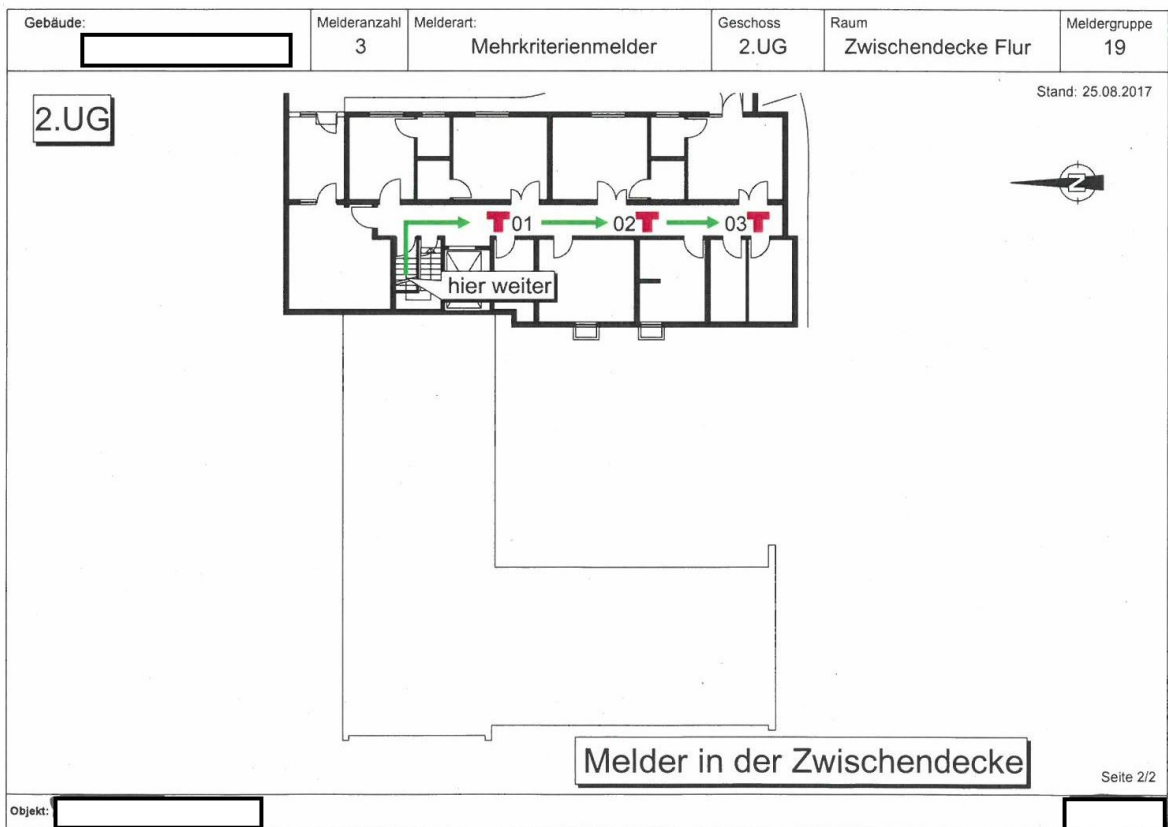 Gebäude:
Melderanzahl
3
Melderart:
Mehrkriterienmelder
Geschoss
2.UG
Raum
Zwischendecke Flur
Meldergruppe
19
Stand: 25.08.2017
2.UG
N
01
02
03
hier weiter
Melder in der Zwischendecke
Seite 2/2
Objekt: